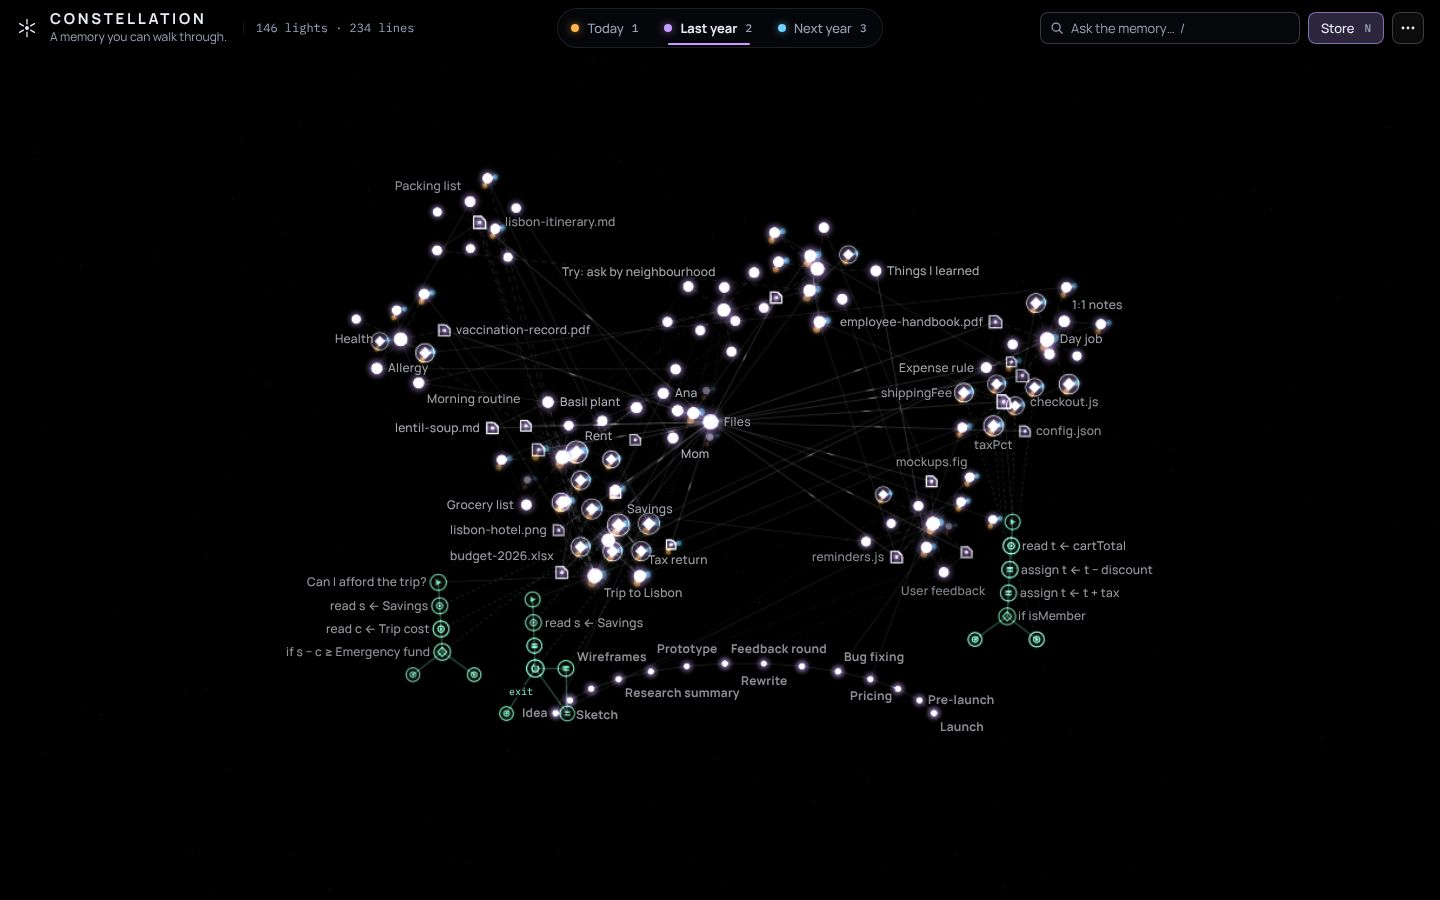 CONSTELLATION
A memory you can walk through.
146 lights · 234 lines
Today 1
Last year 2
Next year 3
Ask the memory… /
Store N
Packing list
lisbon-itinerary.md
Try: ask by neighbourhood
Things I learned
1:1 notes
employee-handbook.pdf
vaccination-record.pdf
Health
Day job
Allergy
Expense rule
Morning routine
Ana
shippingFee
Basil plant
checkout.js
Files
lentil-soup.md
Rent
config.json
taxPct
Mom
mockups.fig
Grocery list
Savings
lisbon-hotel.png
read t ← cartTotal
budget-2026.xlsx
Tax return
reminders.js
assign t ← t − discount
Can I afford the trip?
Trip to Lisbon
User feedback
assign t ← t + tax
read s ← Savings
if isMember
read s ← Savings
read c ← Trip cost
if s − c ≥ Emergency fund
Wireframes
Prototype
Feedback round
Bug fixing
Rewrite
exit
Research summary
Pricing
Pre-launch
Idea
Sketch
Launch